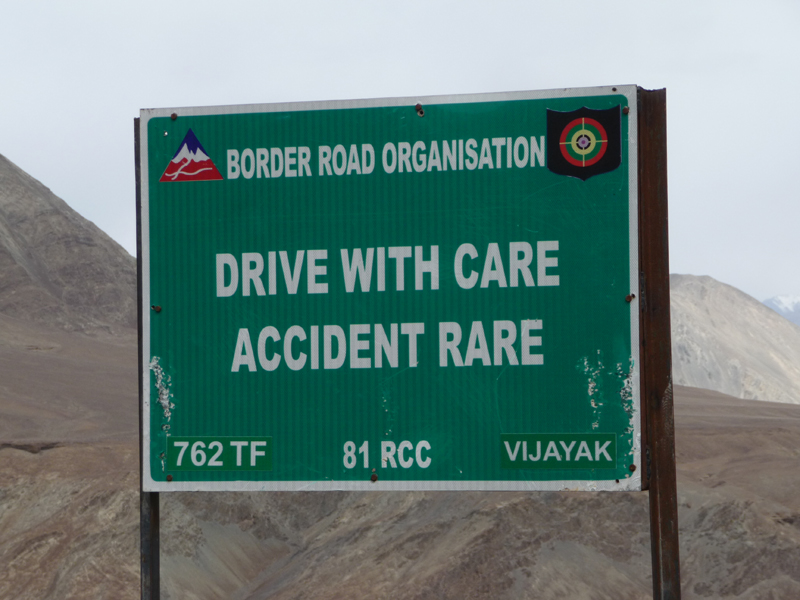 BORDER ROAD ORGANISATION
DRIVE WITH CARE
ACCIDENT RARE
762 TF 81 RCC VIJAYAK